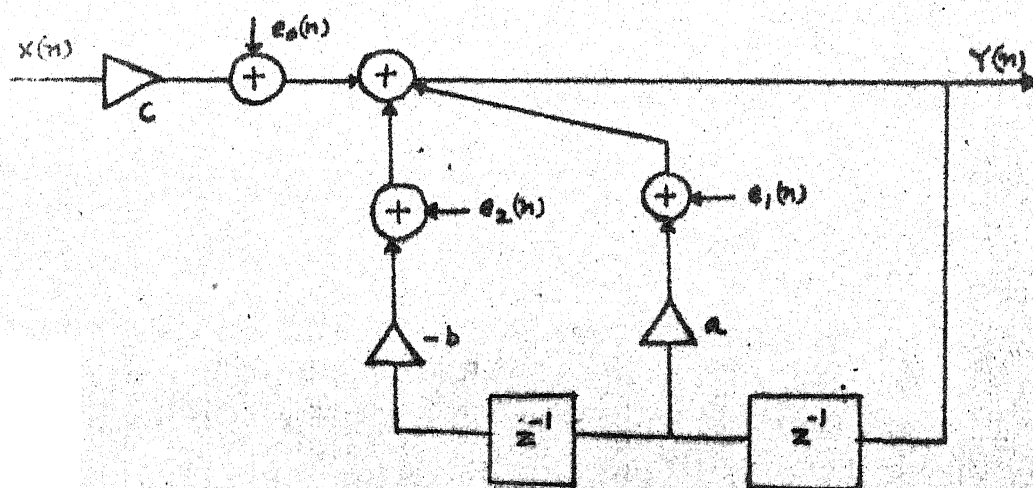 e₀(n)
X(n)
Y(n)
C
+
+
+
e₂(n)
+
e₁(n)
-b
a
z⁻¹
z⁻¹